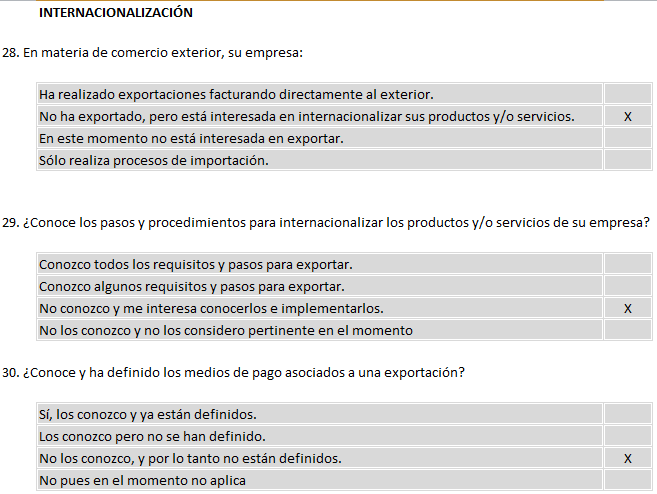 INTERNACIONALIZACIÓN
28. En materia de comercio exterior, su empresa:
Ha realizado exportaciones facturando directamente al exterior.
No ha exportado, pero está interesada en internacionalizar sus productos y/o servicios. X
En este momento no está interesada en exportar.
Sólo realiza procesos de importación.
29. ¿Conoce los pasos y procedimientos para internacionalizar los productos y/o servicios de su empresa?
Conozco todos los requisitos y pasos para exportar.
Conozco algunos requisitos y pasos para exportar.
No conozco y me interesa conocerlos e implementarlos. X
No los conozco y no los considero pertinente en el momento
30. ¿Conoce y ha definido los medios de pago asociados a una exportación?
Sí, los conozco y ya están definidos.
Los conozco pero no se han definido.
No los conozco, y por lo tanto no están definidos. X
No pues en el momento no aplica